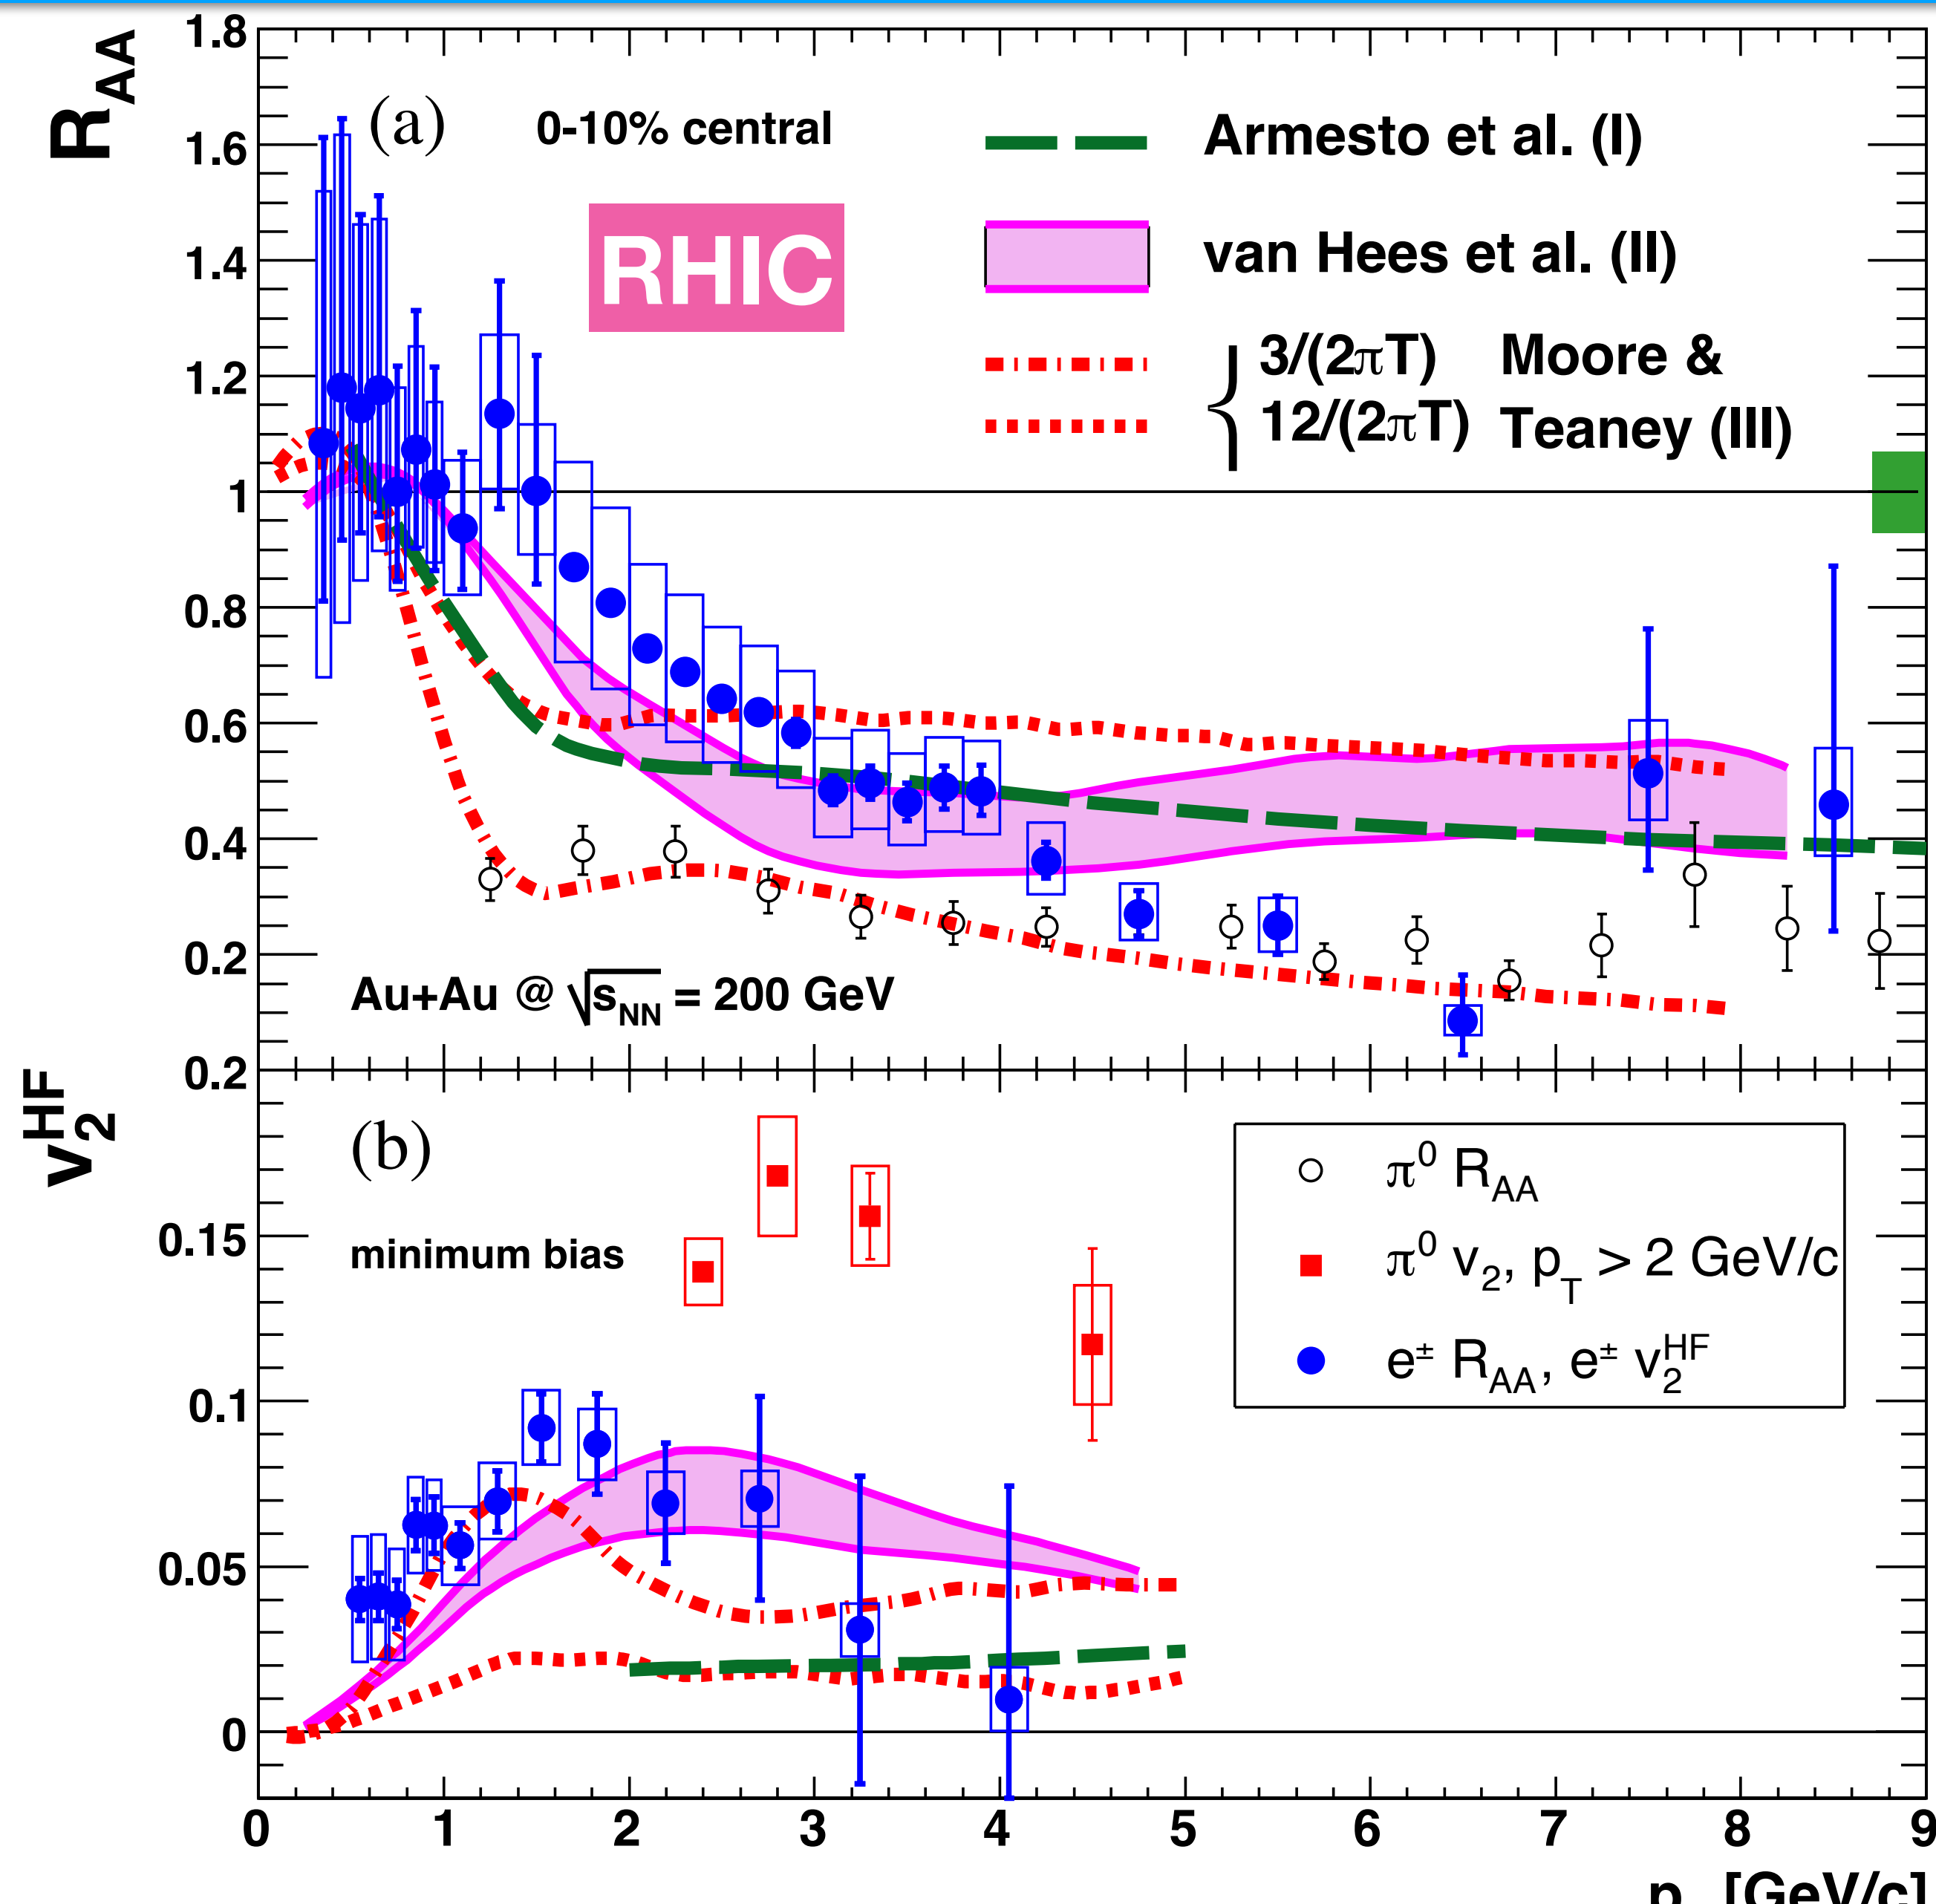 R_AA
1.8
1.6
1.4
1.2
1
0.8
0.6
0.4
0.2
(a)
0-10% central
RHIC
Armesto et al. (I)
van Hees et al. (II)
3/(2πT) Moore &
12/(2πT) Teaney (III)
Au+Au @ √s_NN = 200 GeV
v_2^HF
0.2
0.15
0.1
0.05
0
(b)
minimum bias
π^0 R_AA
π^0 v_2, p_T > 2 GeV/c
e^± R_AA, e^± v_2^HF
0 1 2 3 4 5 6 7 8 9
p [GeV/c]